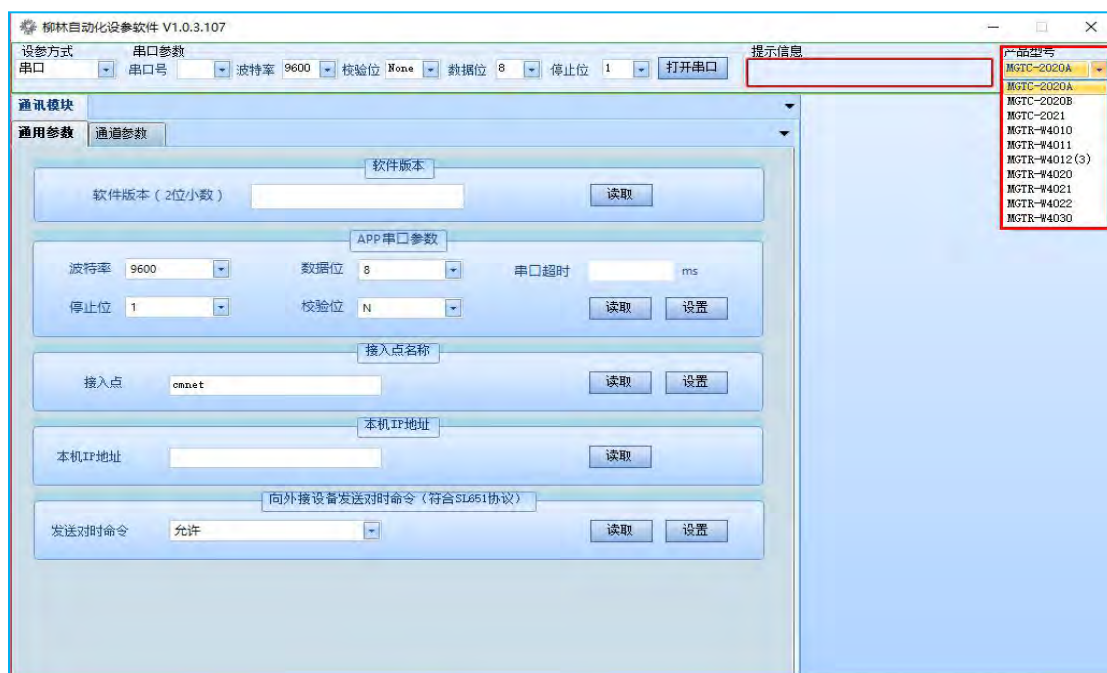 柳林自动化设参软件 V1.0.3.107
设参方式 串口参数 提示信息 产品型号
串口 串口号 波特率 9600 校验位 None 数据位 8 停止位 1 打开串口 MGTC-2020A
MGTC-2020A
MGTC-2020B
MGTC-2021
MGTR-W4010
MGTR-W4011
MGTR-W4012(3)
MGTR-W4020
MGTR-W4021
MGTR-W4022
MGTR-W4030
通讯模块
通用参数 通道参数
软件版本
软件版本(2位小数) 读取
APP串口参数
波特率 9600 数据位 8 串口超时 ms
停止位 1 校验位 N 读取 设置
接入点名称
接入点 cmnet 读取 设置
本机IP地址
本机IP地址 读取
向外接设备发送对时命令(符合SL651协议)
发送对时命令 允许 读取 设置